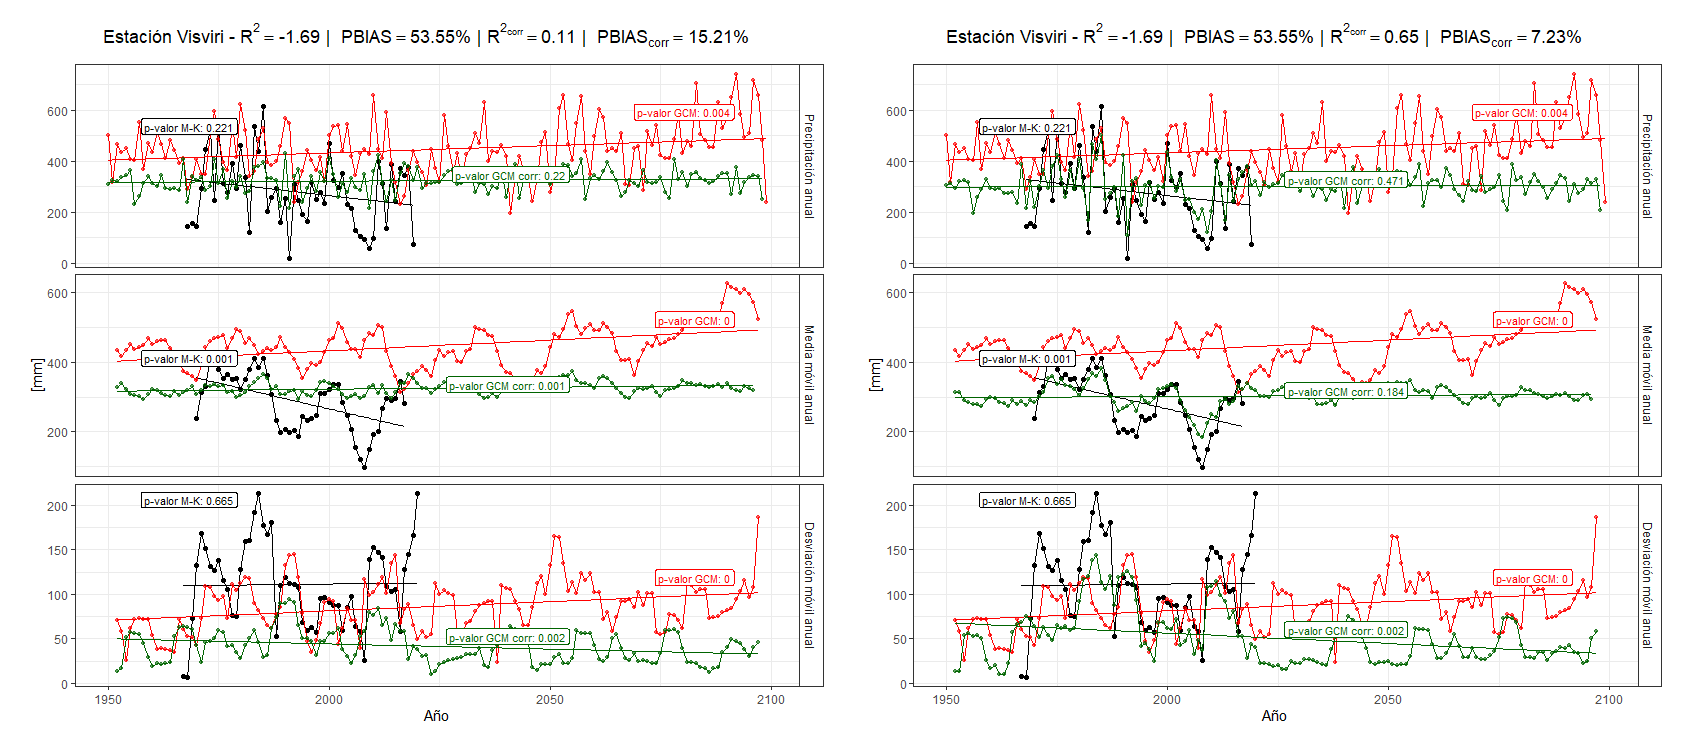 Estación Visviri - R² = -1.69 | PBIAS = 53.55% | R²corr = 0.11 | PBIAScorr = 15.21%
600
400
200
0
p-valor M-K: 0.221
p-valor GCM: 0.004
p-valor GCM corr: 0.22
Precipitación anual
[mm]
600
400
200
p-valor M-K: 0.001
p-valor GCM: 0
p-valor GCM corr: 0.001
Media móvil anual
200
150
100
50
0
p-valor M-K: 0.665
p-valor GCM: 0
p-valor GCM corr: 0.002
Desviación móvil anual
1950 2000 2050 2100
Año
Estación Visviri - R² = -1.69 | PBIAS = 53.55% | R²corr = 0.65 | PBIAScorr = 7.23%
600
400
200
0
p-valor M-K: 0.221
p-valor GCM: 0.004
p-valor GCM corr: 0.471
Precipitación anual
[mm]
600
400
200
p-valor M-K: 0.001
p-valor GCM: 0
p-valor GCM corr: 0.184
Media móvil anual
200
150
100
50
0
p-valor M-K: 0.665
p-valor GCM: 0
p-valor GCM corr: 0.002
Desviación móvil anual
1950 2000 2050 2100
Año